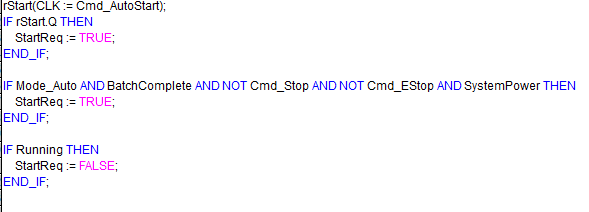 rStart(CLK := Cmd_AutoStart);
IF rStart.Q THEN
StartReq := TRUE;
END_IF;
IF Mode_Auto AND BatchComplete AND NOT Cmd_Stop AND NOT Cmd_EStop AND SystemPower THEN
StartReq := TRUE;
END_IF;
IF Running THEN
StartReq := FALSE;
END_IF;